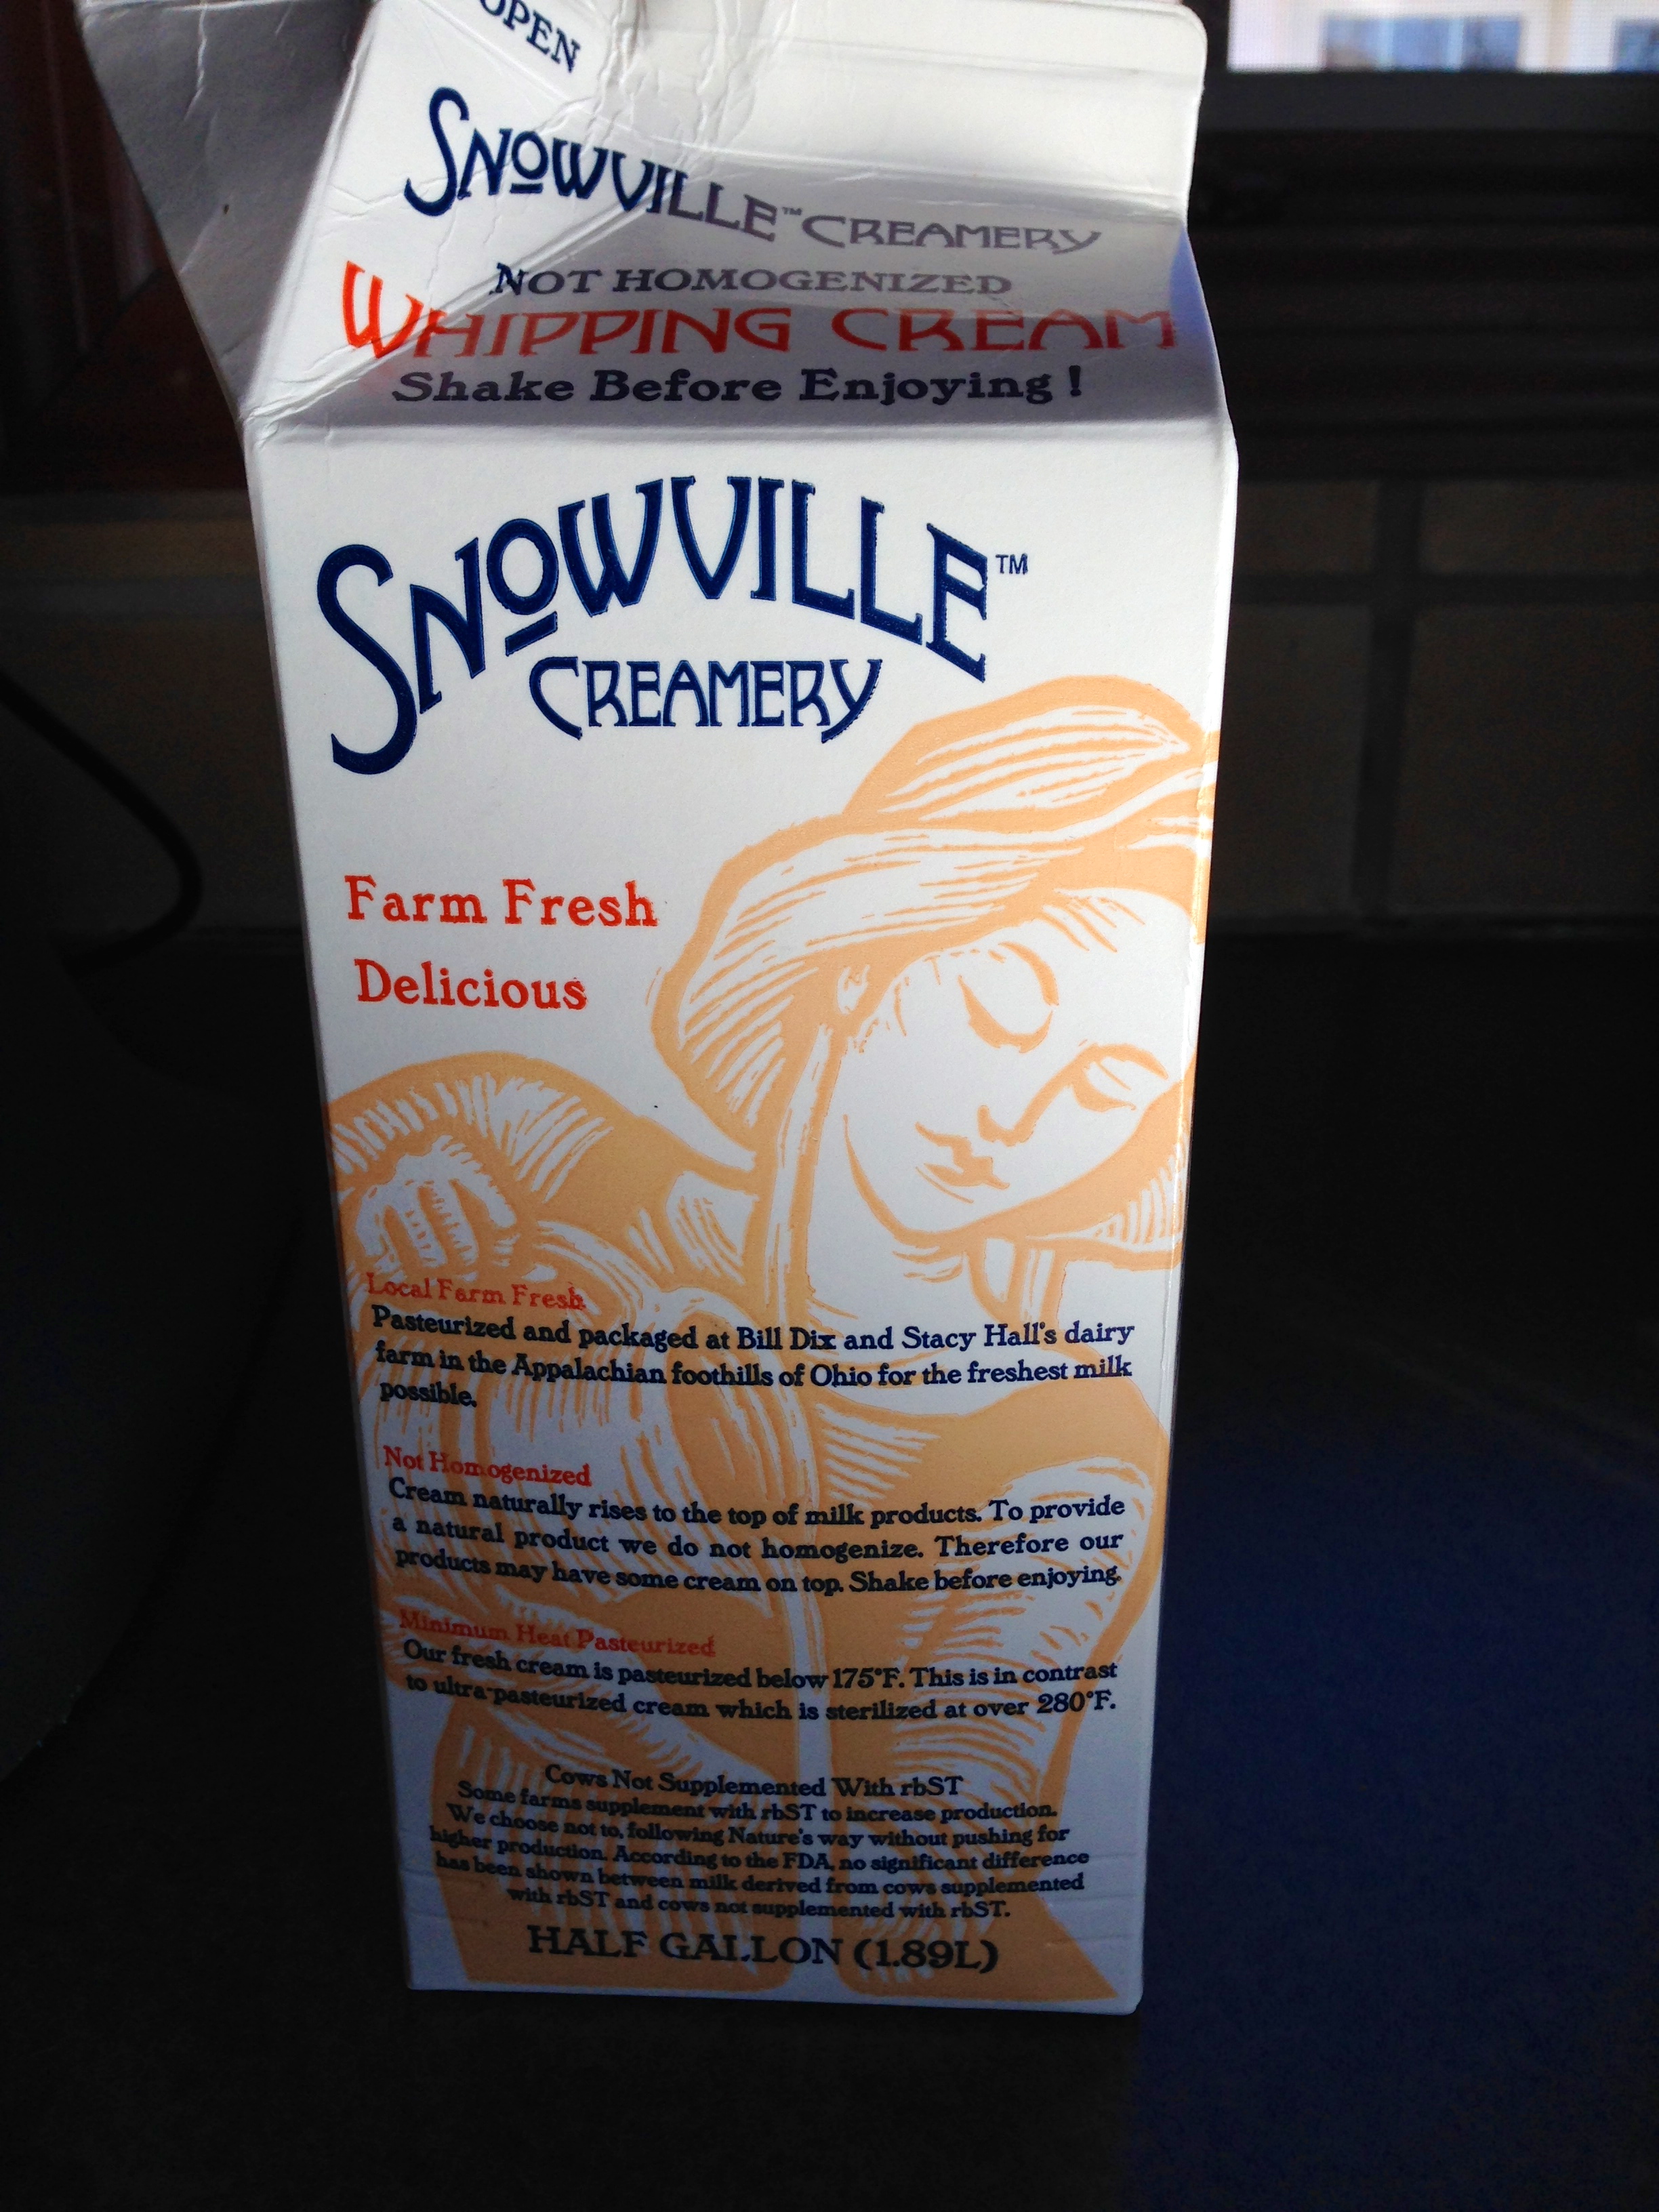 OPEN
SNOWVILLE™ CREAMERY
NOT HOMOGENIZED
WHIPPING CREAM
Shake Before Enjoying!
SNOWVILLE™
CREAMERY
Farm Fresh
Delicious
Local Farm Fresh
Pasteurized and packaged at Bill Dix and Stacy Hall's dairy
farm in the Appalachian foothills of Ohio for the freshest milk
possible.
Not Homogenized
Cream naturally rises to the top of milk products. To provide
a natural product we do not homogenize. Therefore our
products may have some cream on top. Shake before enjoying.
Minimum Heat Pasteurized
Our fresh cream is pasteurized below 175°F. This is in contrast
to ultra-pasteurized cream which is sterilized at over 280°F.
Cows Not Supplemented With rbST
Some farms supplement with rbST to increase production.
We choose not to, following Nature's way without pushing for
higher production. According to the FDA, no significant difference
has been shown between milk derived from cows supplemented
with rbST and cows not supplemented with rbST.
HALF GALLON (1.89L)